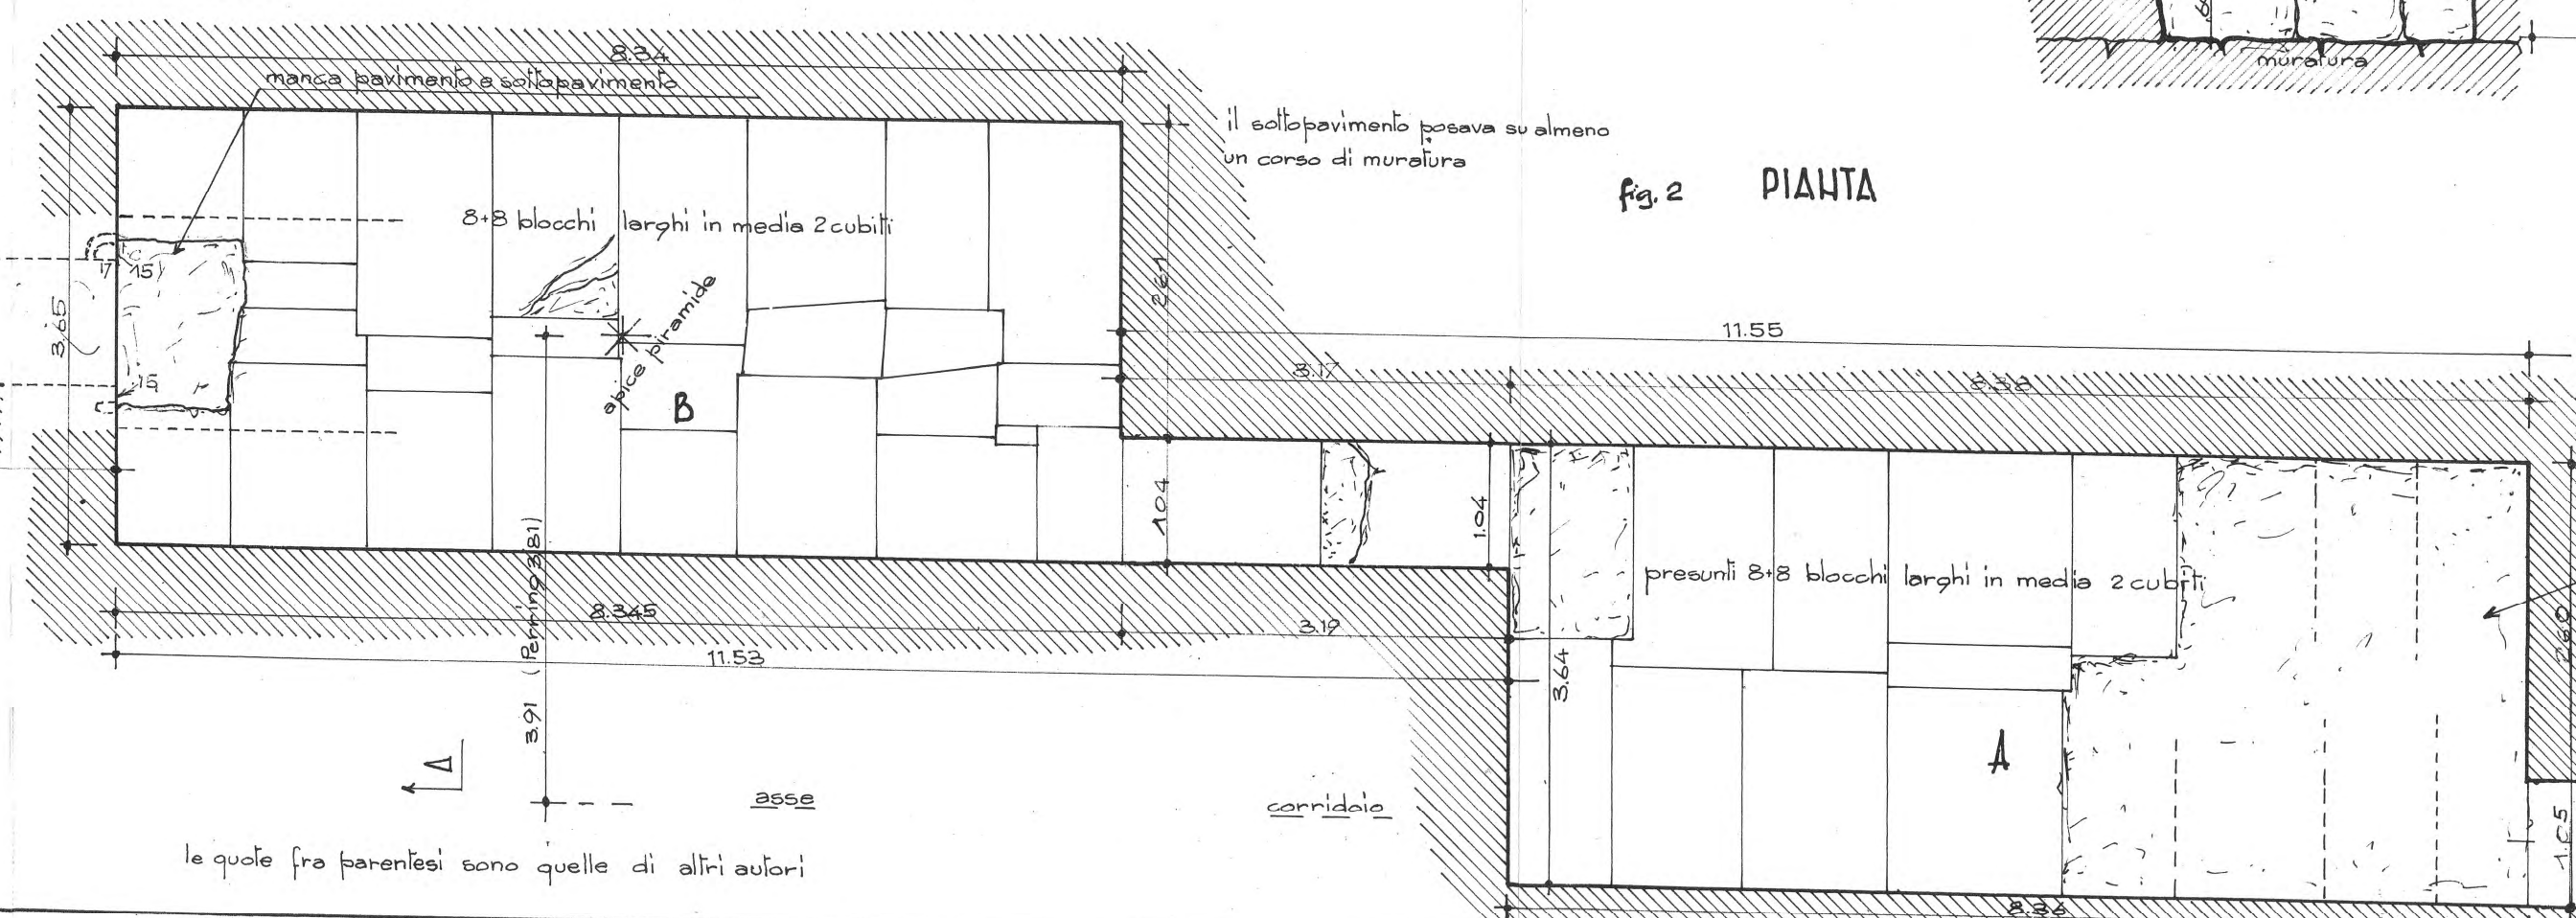 8.34
manca pavimento e sottopavimento
muratura
il sottopavimento posava su almeno
un corso di muratura
fig. 2 PIANTA
8+8 blocchi larghi in media 2 cubiti
17 15
15
3.65
2.61
apice piramide
B
11.55
3.17
8.38
1.04
1.04
presunti 8+8 blocchi larghi in media 2 cubiti
2.60
8.345
3.19
11.53
3.91 (Perring 3.81)
3.64
A
Δ
asse
corridoio
1.05
le quote fra parentesi sono quelle di altri autori